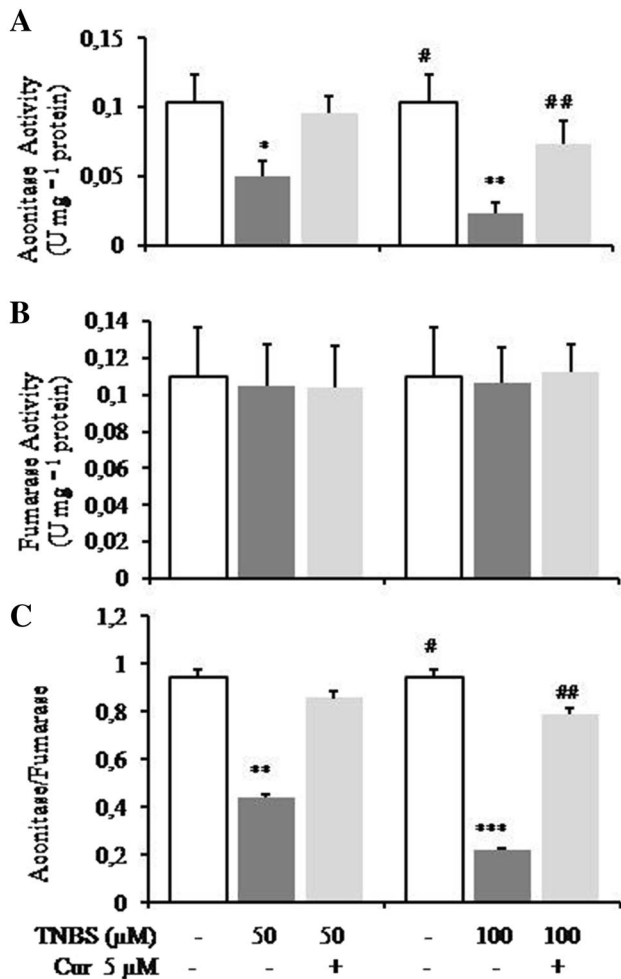 A
Aconitase Activity
(U mg⁻¹ protein)
0,15
0,1
0,05
0
*
#
**
##
B
Fumarase Activity
(U mg⁻¹ protein)
0,14
0,12
0,1
0,08
0,06
0,04
0,02
0
C
Aconitase/Fumarase
1,2
1
0,8
0,6
0,4
0,2
0
**
#
***
##
TNBS (µM) - 50 50 - 100 100
Cur 5 µM - - + - - +